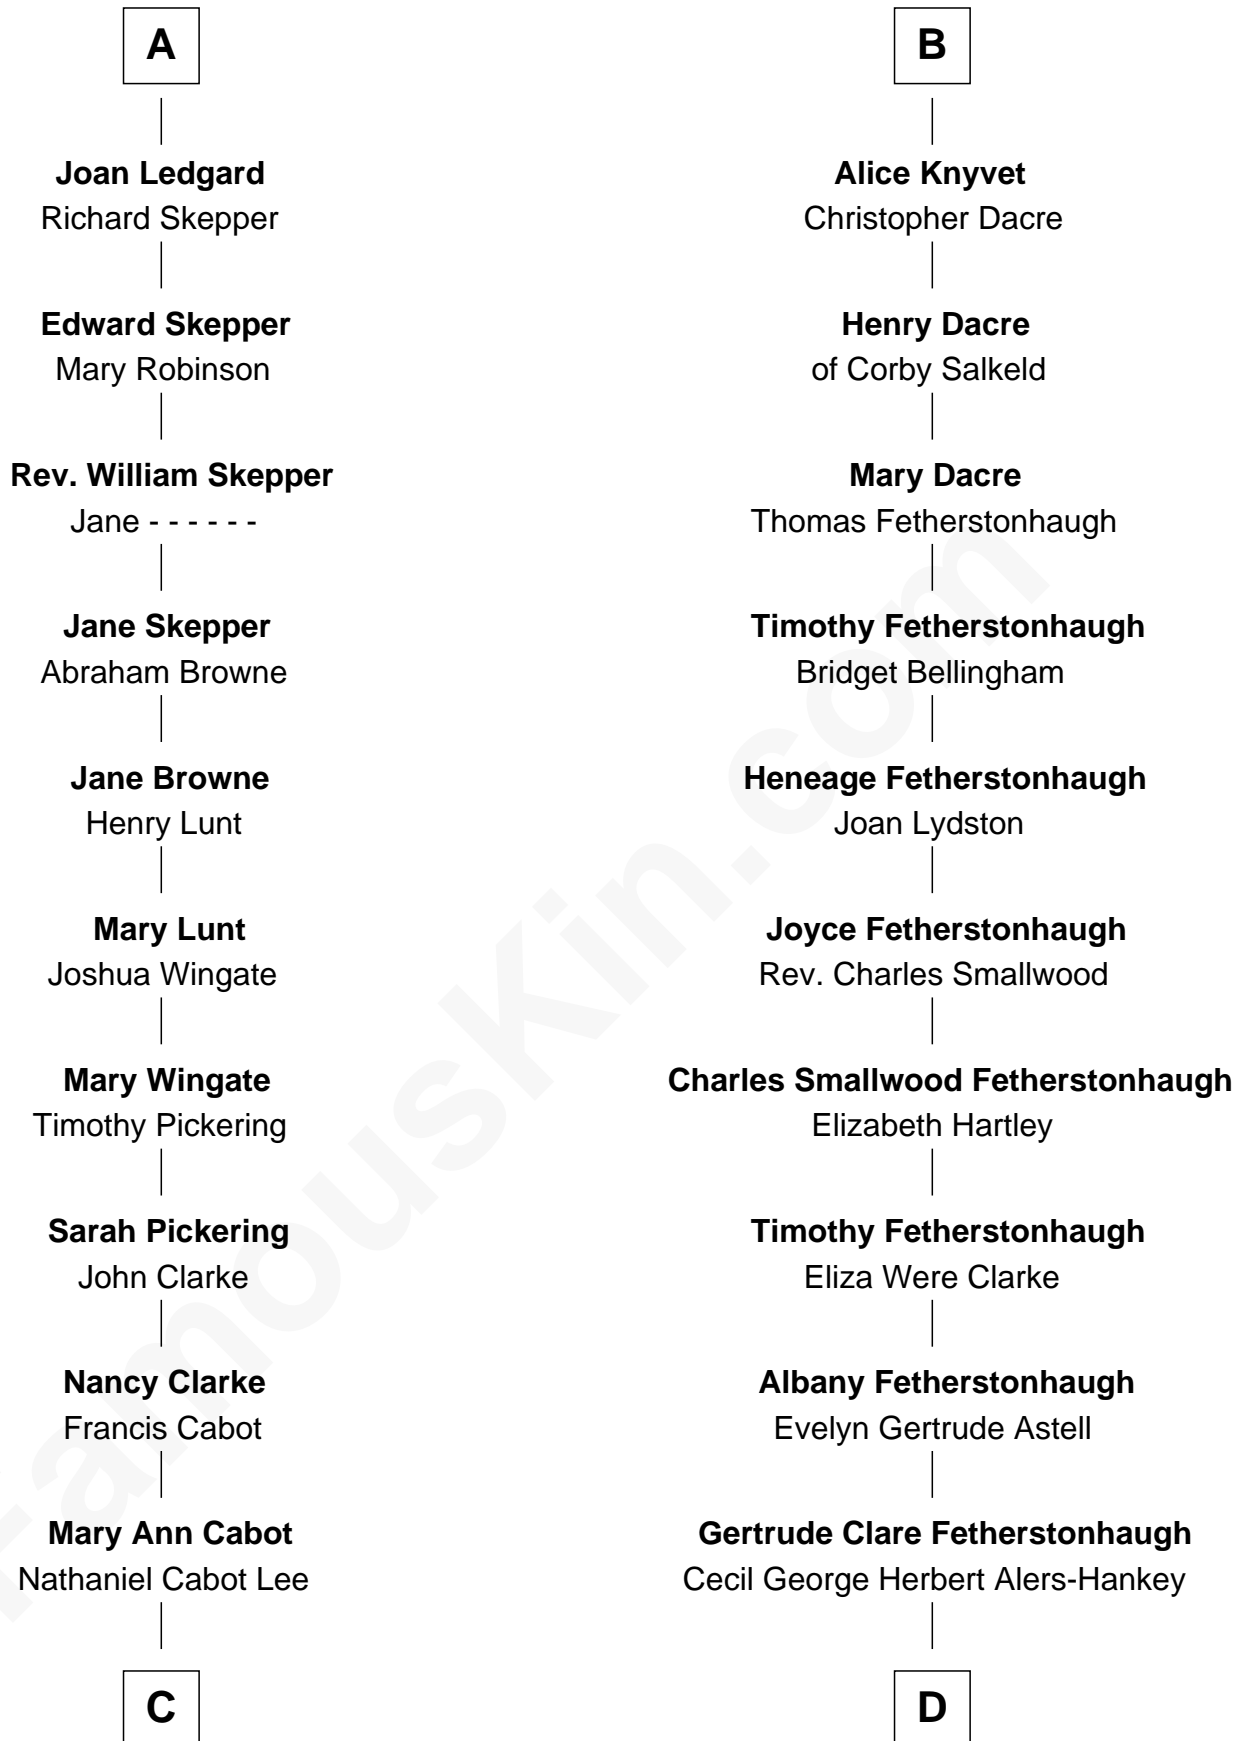 A
Joan Ledgard
Richard Skepper
Edward Skepper
Mary Robinson
Rev. William Skepper
Jane - - - - - -
Jane Skepper
Abraham Browne
Jane Browne
Henry Lunt
Mary Lunt
Joshua Wingate
Mary Wingate
Timothy Pickering
Sarah Pickering
John Clarke
Nancy Clarke
Francis Cabot
Mary Ann Cabot
Nathaniel Cabot Lee
C
B
Alice Knyvet
Christopher Dacre
Henry Dacre
of Corby Salkeld
Mary Dacre
Thomas Fetherstonhaugh
Timothy Fetherstonhaugh
Bridget Bellingham
Heneage Fetherstonhaugh
Joan Lydston
Joyce Fetherstonhaugh
Rev. Charles Smallwood
Charles Smallwood Fetherstonhaugh
Elizabeth Hartley
Timothy Fetherstonhaugh
Eliza Were Clarke
Albany Fetherstonhaugh
Evelyn Gertrude Astell
Gertrude Clare Fetherstonhaugh
Cecil George Herbert Alers-Hankey
D
FamousKin.com